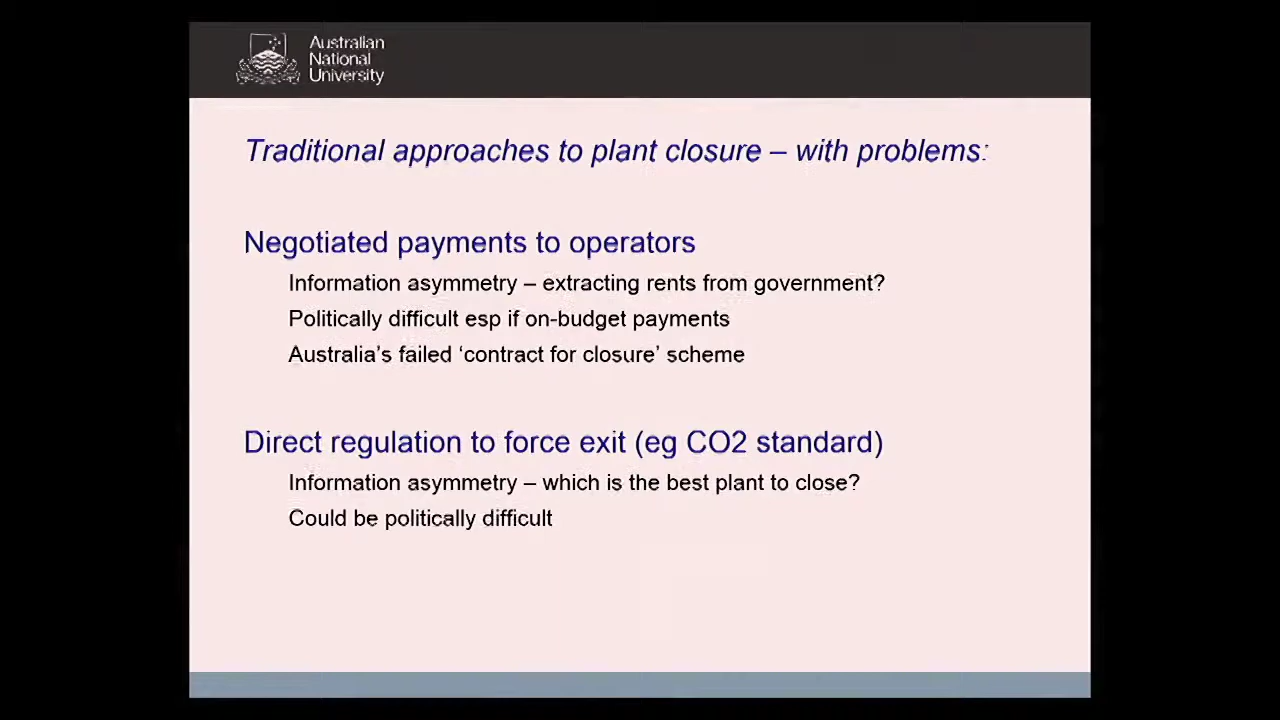 Australian
National
University
Traditional approaches to plant closure – with problems:
Negotiated payments to operators
Information asymmetry – extracting rents from government?
Politically difficult esp if on-budget payments
Australia's failed 'contract for closure' scheme
Direct regulation to force exit (eg CO2 standard)
Information asymmetry – which is the best plant to close?
Could be politically difficult